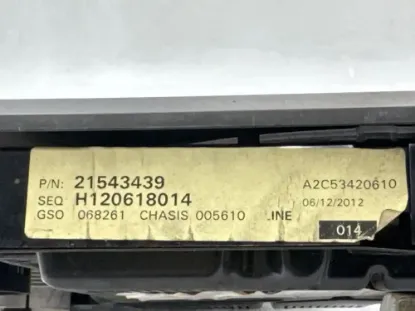 P/N: 21543439 A2C53420610
SEQ H120618014 06/12/2012
GSO 068261 CHASIS 005610 LINE 014